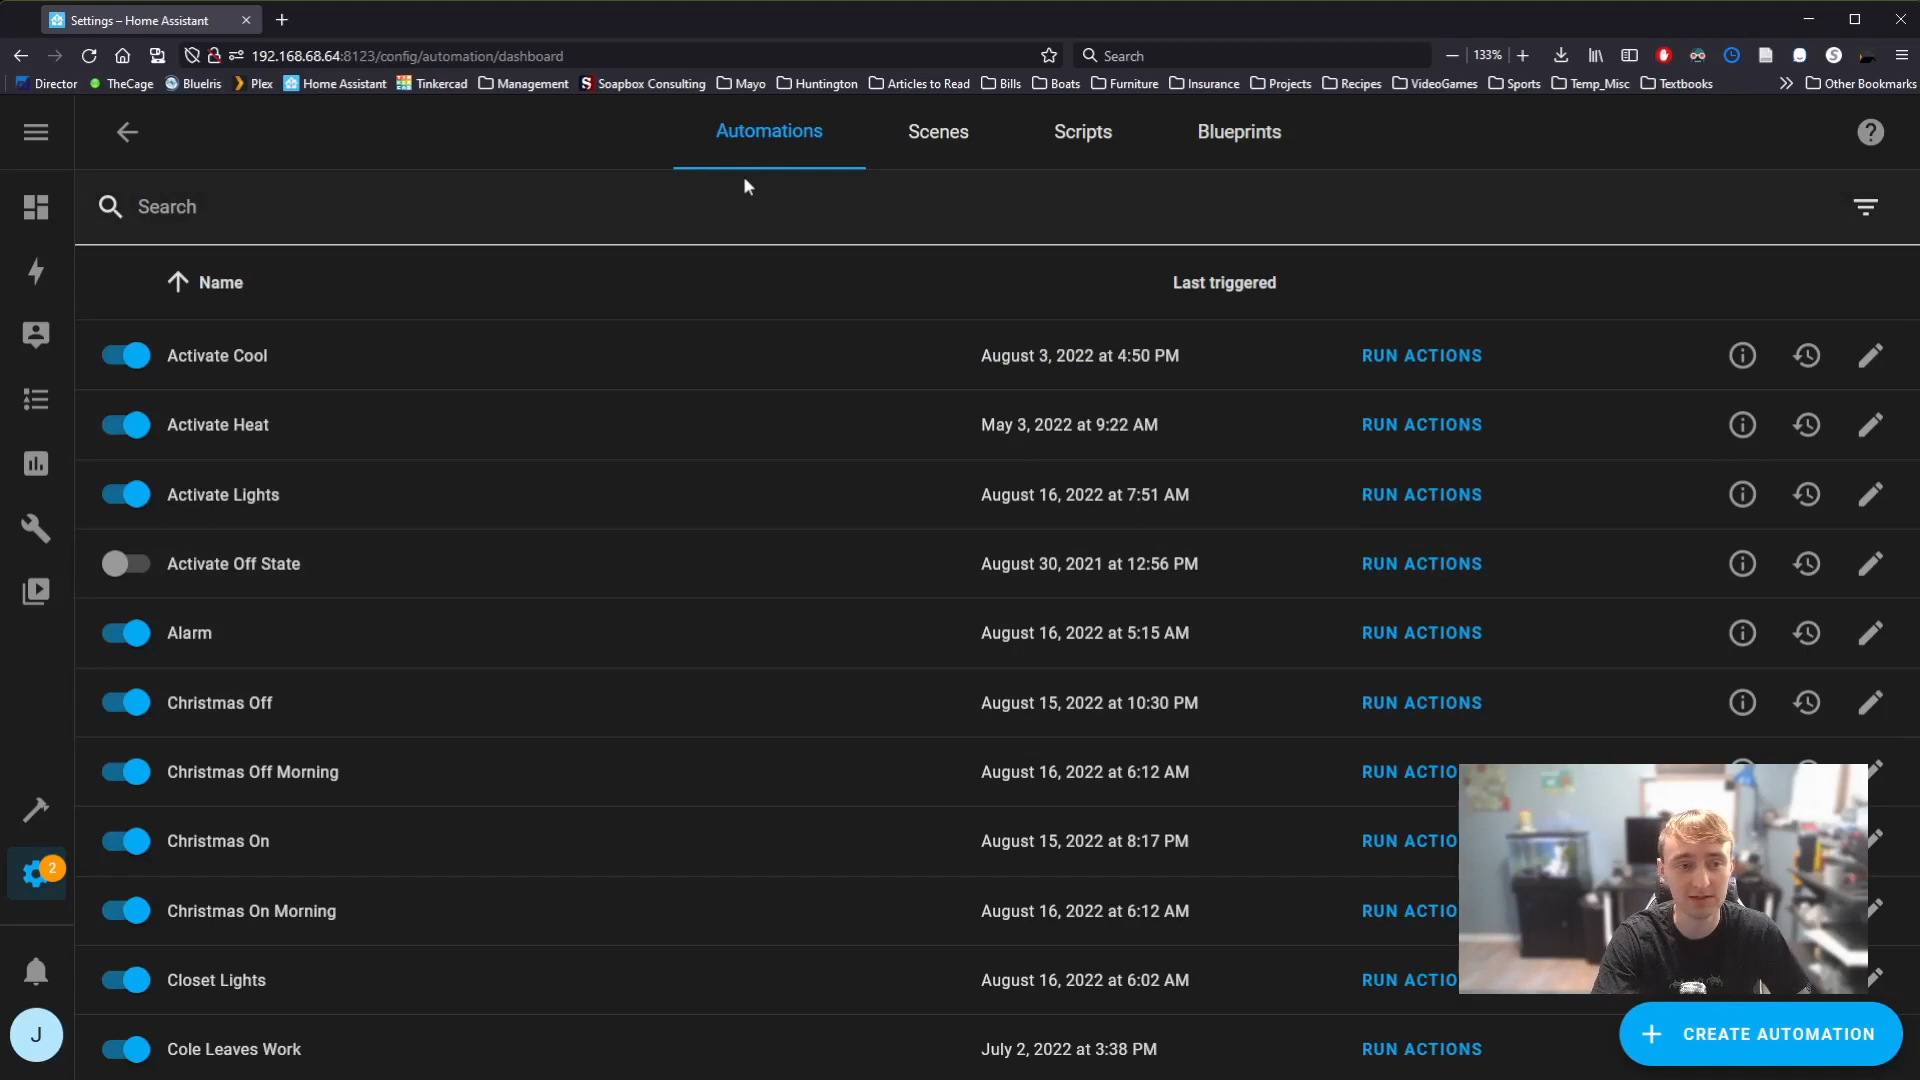 Settings – Home Assistant
192.168.68.64:8123/config/automation/dashboard
Search
133%
Director
TheCage
BlueIris
Plex
Home Assistant
Tinkercad
Management
Soapbox Consulting
Mayo
Huntington
Articles to Read
Bills
Boats
Furniture
Insurance
Projects
Recipes
VideoGames
Sports
Temp_Misc
Textbooks
Other Bookmarks
Automations
Scenes
Scripts
Blueprints
Search
Name
Last triggered
Activate Cool
August 3, 2022 at 4:50 PM
RUN ACTIONS
Activate Heat
May 3, 2022 at 9:22 AM
RUN ACTIONS
Activate Lights
August 16, 2022 at 7:51 AM
RUN ACTIONS
Activate Off State
August 30, 2021 at 12:56 PM
RUN ACTIONS
Alarm
August 16, 2022 at 5:15 AM
RUN ACTIONS
Christmas Off
August 15, 2022 at 10:30 PM
RUN ACTIONS
Christmas Off Morning
August 16, 2022 at 6:12 AM
RUN ACTIO
Christmas On
August 15, 2022 at 8:17 PM
RUN ACTIO
2
Christmas On Morning
August 16, 2022 at 6:12 AM
RUN ACTIO
Closet Lights
August 16, 2022 at 6:02 AM
RUN ACTIO
J
Cole Leaves Work
July 2, 2022 at 3:38 PM
RUN ACTIONS
CREATE AUTOMATION